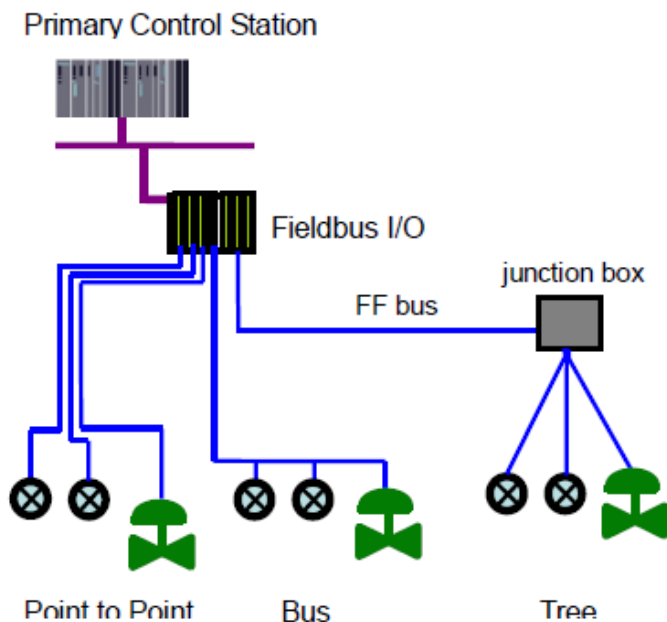 Primary Control Station
Fieldbus I/O
junction box
FF bus
Point to Point
Bus
Tree